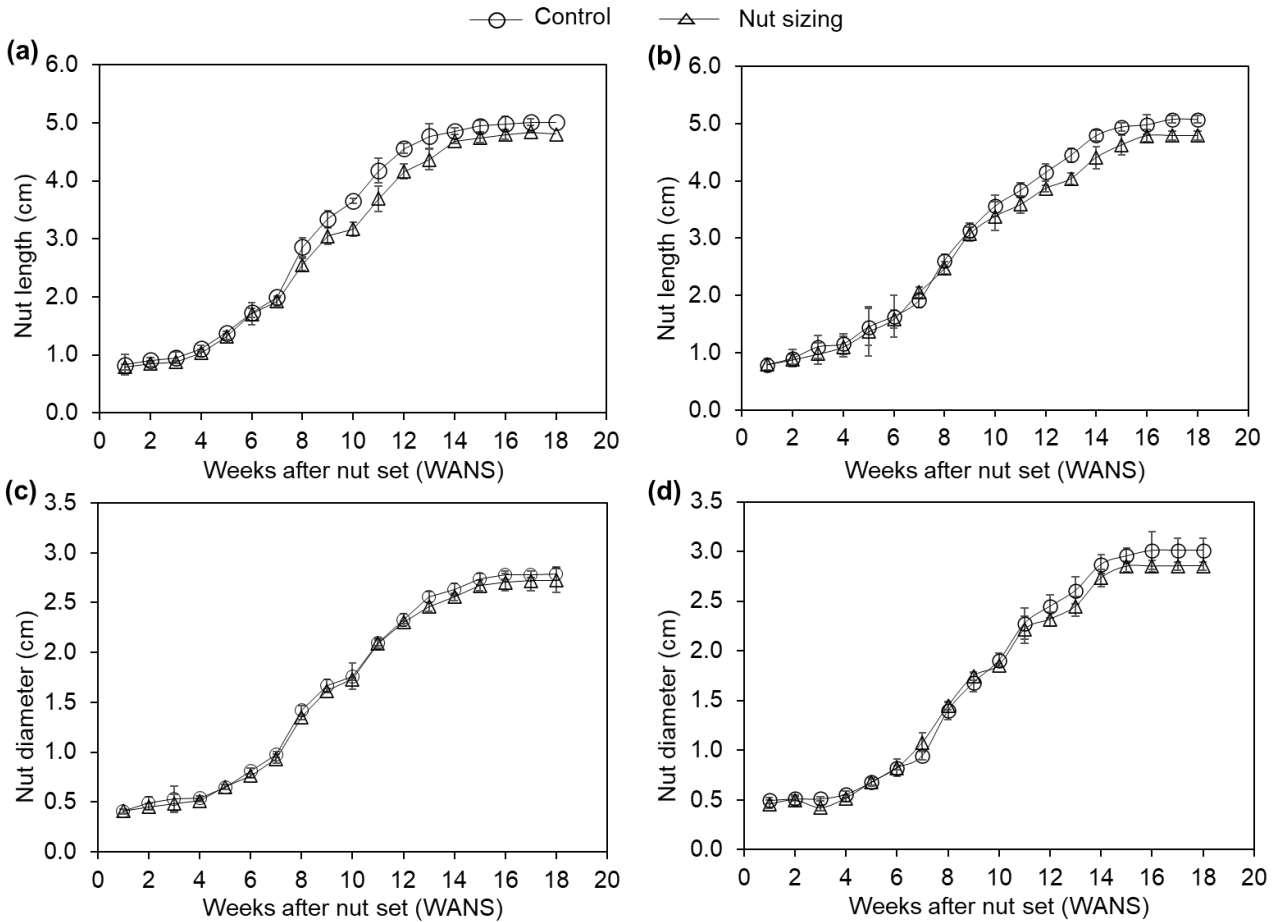 Control Nut sizing
(a)
6.0
5.0
4.0
3.0
2.0
1.0
0.0
Nut length (cm)
0 2 4 6 8 10 12 14 16 18 20
Weeks after nut set (WANS)
(b)
6.0
5.0
4.0
3.0
2.0
1.0
0.0
Nut length (cm)
0 2 4 6 8 10 12 14 16 18 20
Weeks after nut set (WANS)
(c)
3.5
3.0
2.5
2.0
1.5
1.0
0.5
0.0
Nut diameter (cm)
0 2 4 6 8 10 12 14 16 18 20
Weeks after nut set (WANS)
(d)
3.5
3.0
2.5
2.0
1.5
1.0
0.5
0.0
Nut diameter (cm)
0 2 4 6 8 10 12 14 16 18 20
Weeks after nut set (WANS)